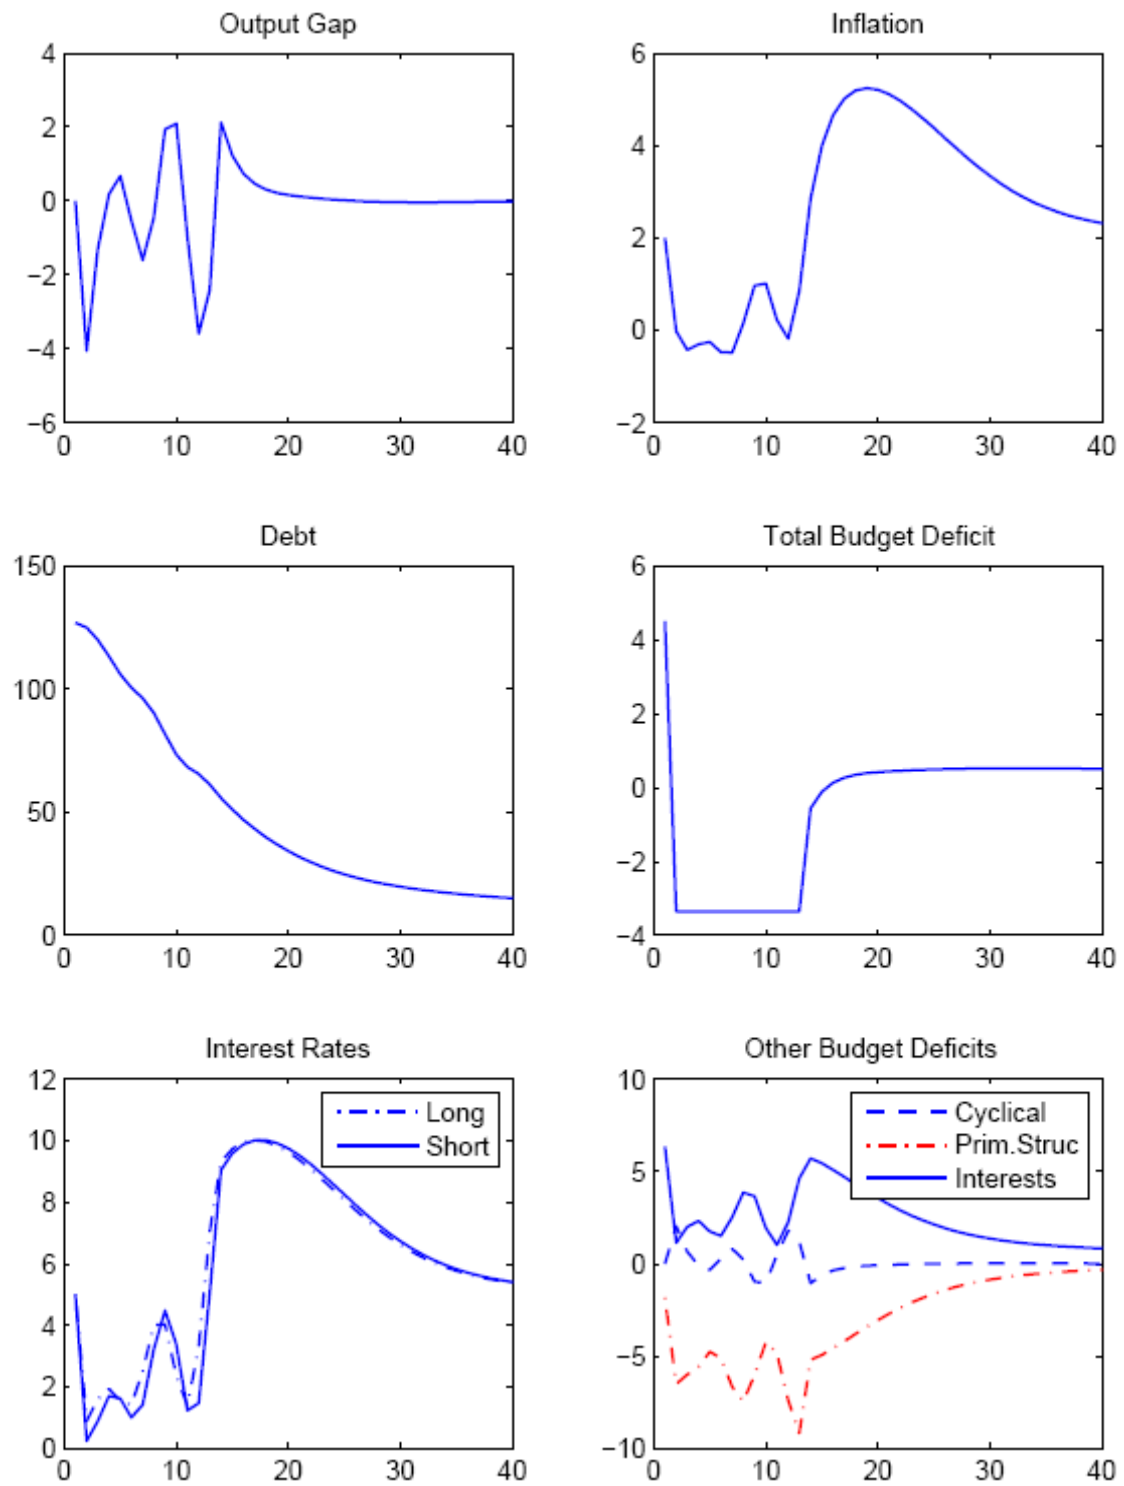 Output Gap
4
2
0
−2
−4
−6
0 10 20 30 40
Inflation
6
4
2
0
−2
0 10 20 30 40
Debt
150
100
50
0
0 10 20 30 40
Total Budget Deficit
6
4
2
0
−2
−4
0 10 20 30 40
Interest Rates
12
10
8
6
4
2
0
0 10 20 30 40
Long
Short
Other Budget Deficits
10
5
0
−5
−10
0 10 20 30 40
Cyclical
Prim.Struc
Interests